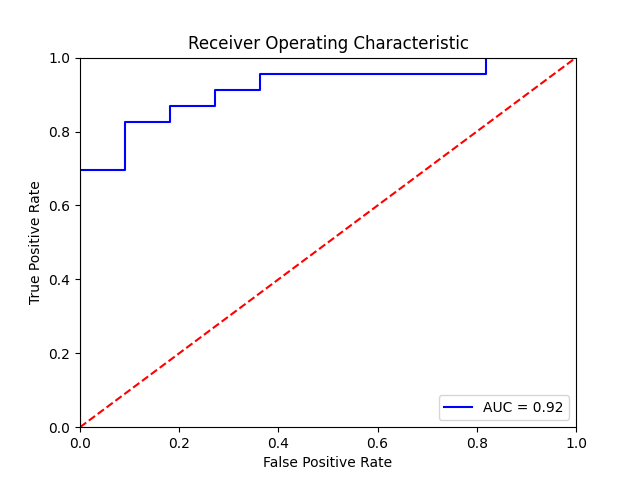 Receiver Operating Characteristic
1.0
0.8
0.6
0.4
0.2
0.0
True Positive Rate
AUC = 0.92
0.0 0.2 0.4 0.6 0.8 1.0
False Positive Rate